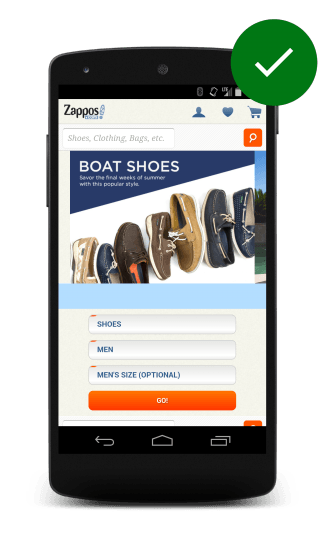 Zappos
Shoes, Clothing, Bags, etc.
BOAT SHOES
Savor the final weeks of summer
with this popular style.
SHOES
MEN
MEN'S SIZE (OPTIONAL)
GO!